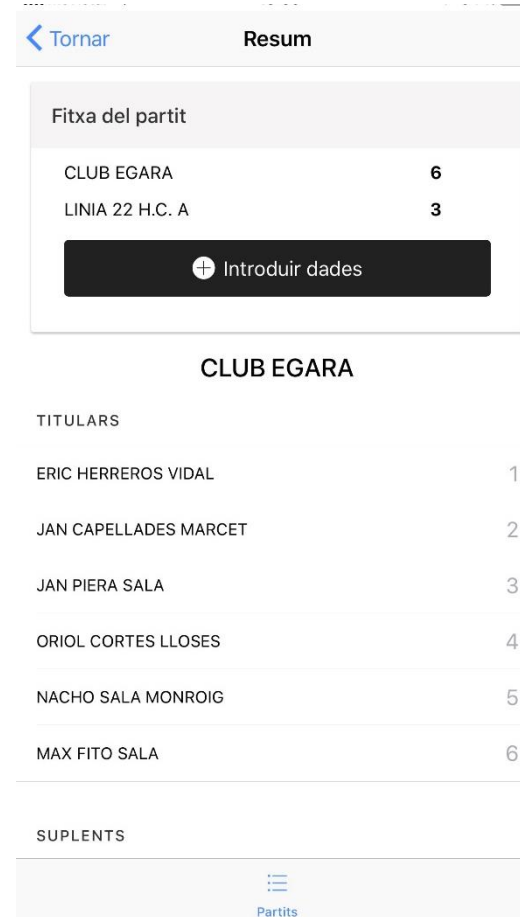 Tornar Resum
Fitxa del partit
CLUB EGARA 6
LINIA 22 H.C. A 3
Introduir dades
CLUB EGARA
TITULARS
ERIC HERREROS VIDAL 1
JAN CAPELLADES MARCET 2
JAN PIERA SALA 3
ORIOL CORTES LLOSES 4
NACHO SALA MONROIG 5
MAX FITO SALA 6
SUPLENTS
Partits